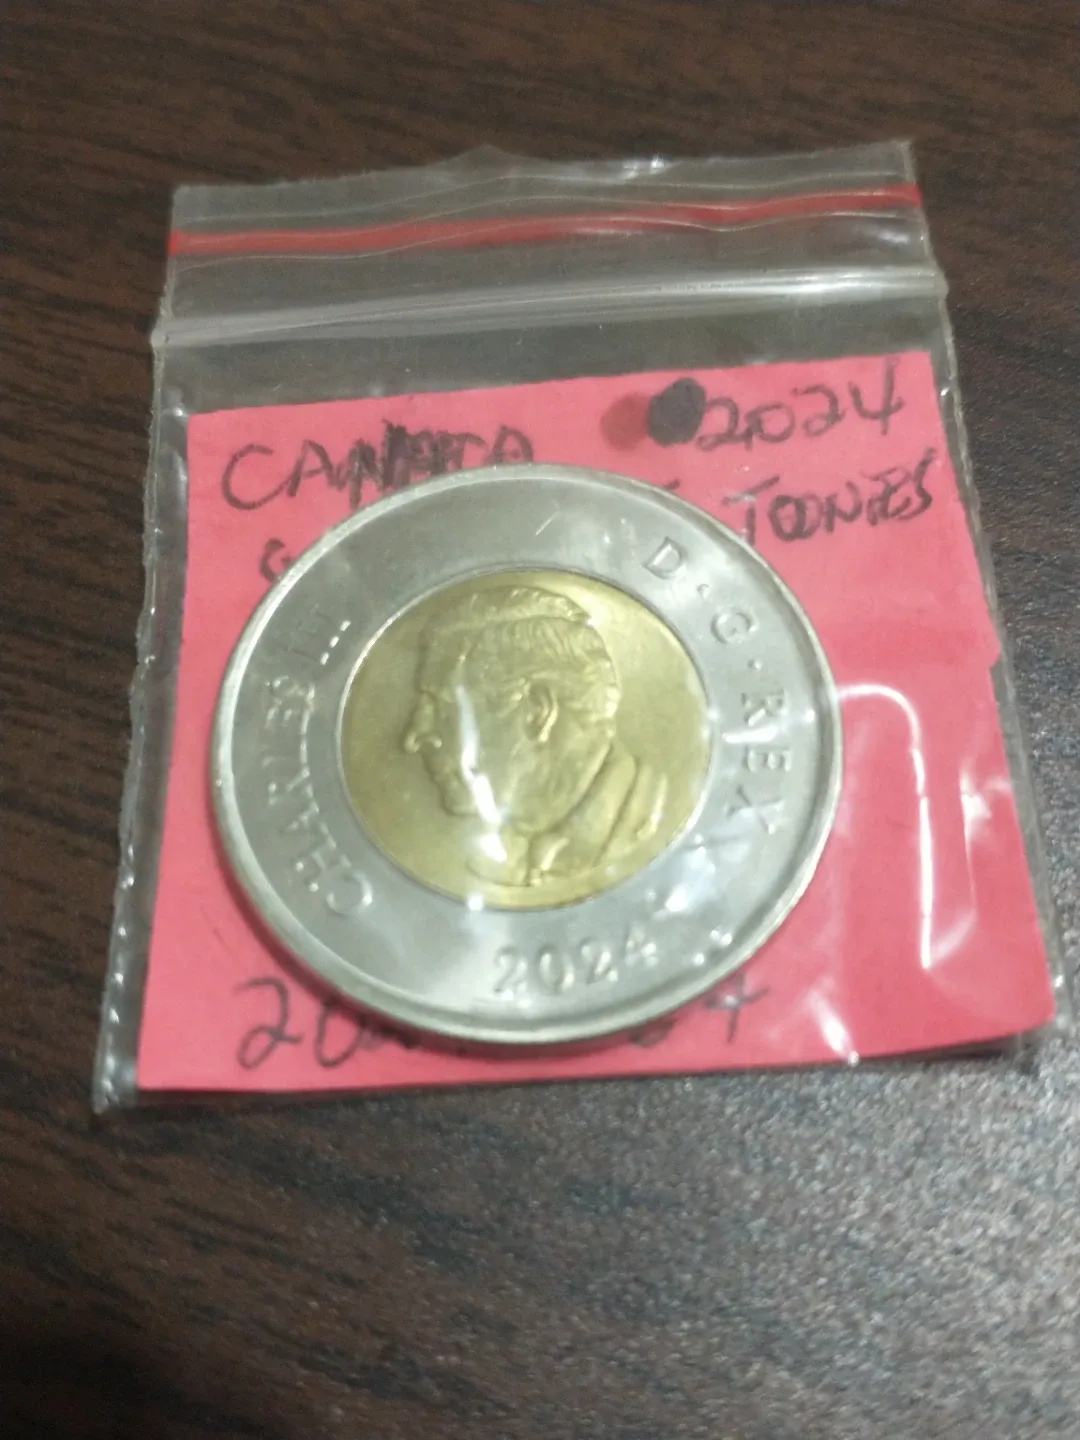 CANADA 2024
TOONIES
CHARLES III D·G·REX
2024